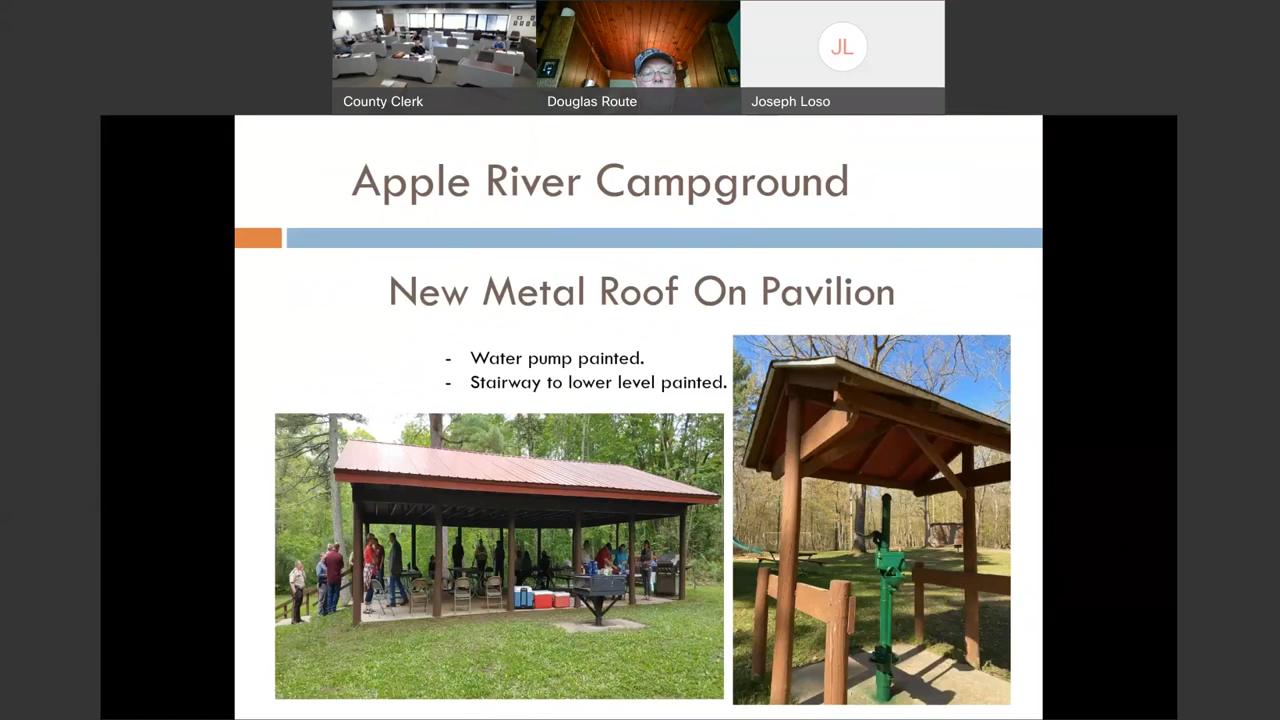 County Clerk
Douglas Route
JL
Joseph Loso
Apple River Campground
New Metal Roof On Pavilion
- Water pump painted.
- Stairway to lower level painted.